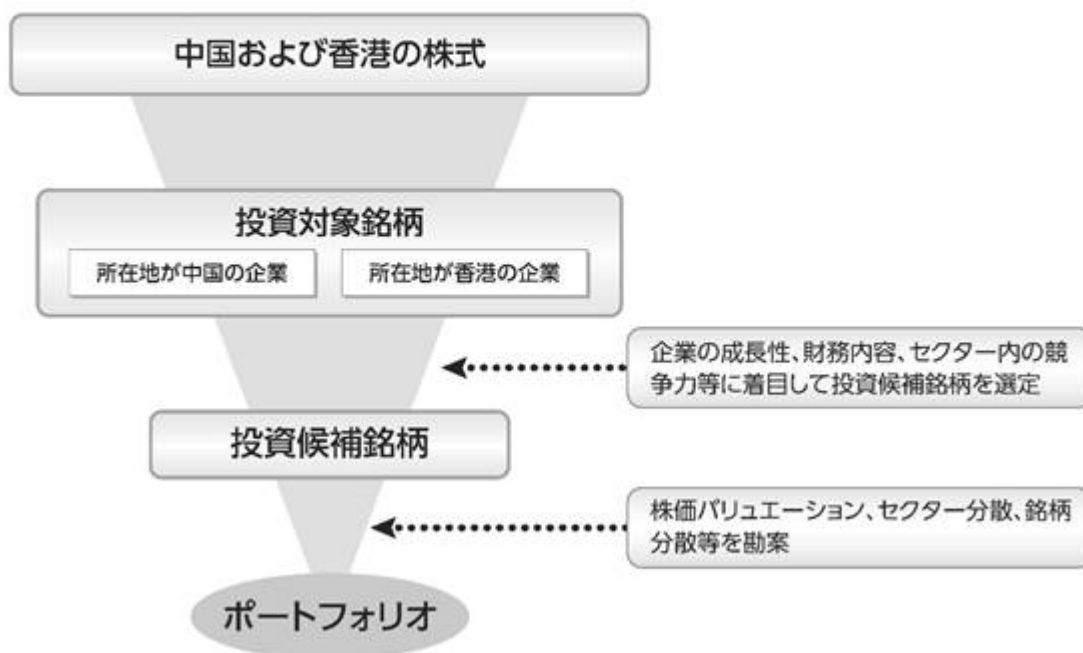 中国および香港の株式
投資対象銘柄
所在地が中国の企業
所在地が香港の企業
企業の成長性、財務内容、セクター内の競
争力等に着目して投資候補銘柄を選定
投資候補銘柄
株価バリュエーション、セクター分散、銘柄
分散等を勘案
ポートフォリオ